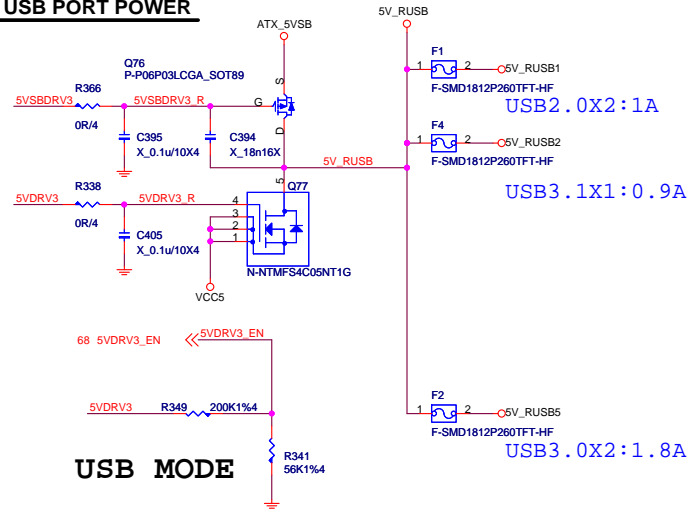 USB PORT POWER
ATX_5VSB
5V_RUSB
Q76
P-P06P03LCGA_SOT89
F1
1 2 5V_RUSB1
F-SMD1812P260TFT-HF
USB2.0X2:1A
R366
S
5VSBDRV3 5VSBDRV3_R G
0R/4
D
C395
X_0.1u/10X4
C394
X_18n16X
F4
1 2 5V_RUSB2
F-SMD1812P260TFT-HF
5V_RUSB
USB3.1X1:0.9A
R338
5 Q77
5VDRV3 5VDRV3_R 4
0R/4
3
2
1
C405
X_0.1u/10X4
N-NTMFS4C05NT1G
VCC5
68 5VDRV3_EN 5VDRV3_EN
5VDRV3 R349 200K1%4
F2
1 2 5V_RUSB5
F-SMD1812P260TFT-HF
USB3.0X2:1.8A
R341
56K1%4
USB MODE